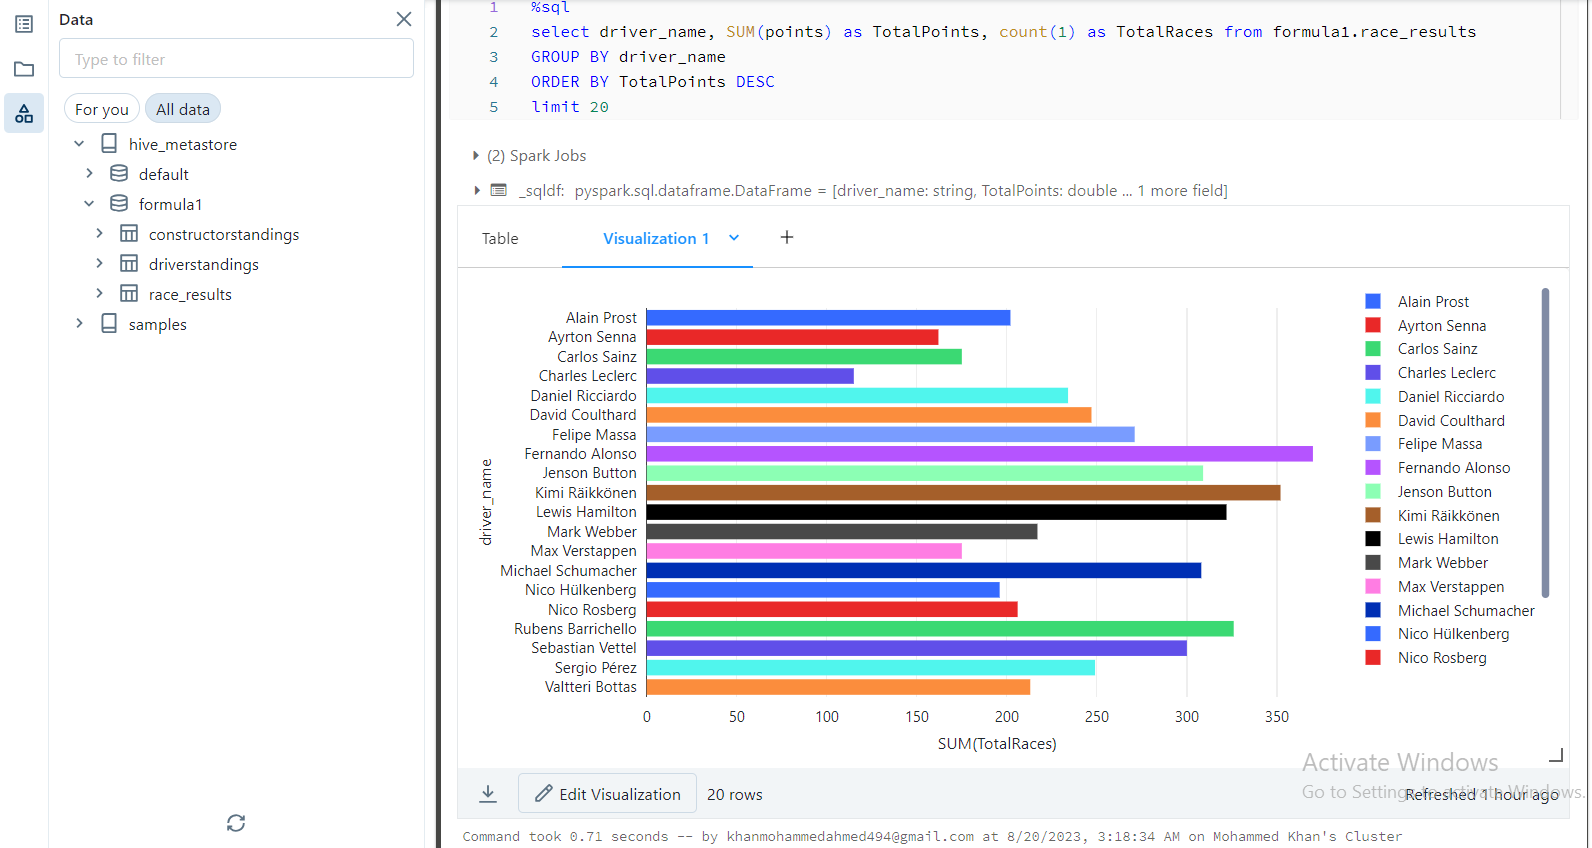 Data
Type to filter
For you
All data
hive_metastore
default
formula1
constructorstandings
driverstandings
race_results
samples
1 %sql
2 select driver_name, SUM(points) as TotalPoints, count(1) as TotalRaces from formula1.race_results
3 GROUP BY driver_name
4 ORDER BY TotalPoints DESC
5 limit 20
(2) Spark Jobs
_sqldf: pyspark.sql.dataframe.DataFrame = [driver_name: string, TotalPoints: double ... 1 more field]
Table
Visualization 1
+
driver_name
Alain Prost
Ayrton Senna
Carlos Sainz
Charles Leclerc
Daniel Ricciardo
David Coulthard
Felipe Massa
Fernando Alonso
Jenson Button
Kimi Räikkönen
Lewis Hamilton
Mark Webber
Max Verstappen
Michael Schumacher
Nico Hülkenberg
Nico Rosberg
Rubens Barrichello
Sebastian Vettel
Sergio Pérez
Valtteri Bottas
0 50 100 150 200 250 300 350
SUM(TotalRaces)
Alain Prost
Ayrton Senna
Carlos Sainz
Charles Leclerc
Daniel Ricciardo
David Coulthard
Felipe Massa
Fernando Alonso
Jenson Button
Kimi Räikkönen
Lewis Hamilton
Mark Webber
Max Verstappen
Michael Schumacher
Nico Hülkenberg
Nico Rosberg
Activate Windows
Go to Settings to activate Windows.
Edit Visualization
20 rows
Refreshed 1 hour ago
Command took 0.71 seconds -- by khanmohammedahmed494@gmail.com at 8/20/2023, 3:18:34 AM on Mohammed Khan's Cluster